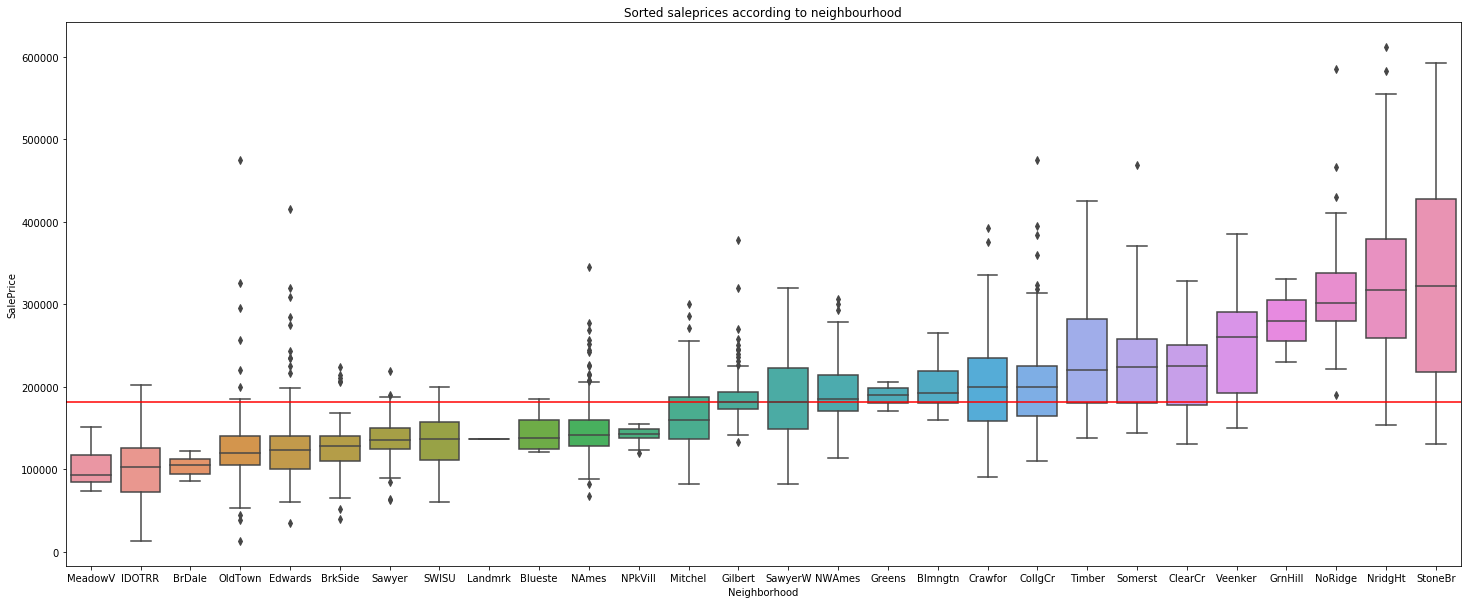 Sorted saleprices according to neighbourhood
SalePrice
600000
500000
400000
300000
200000
100000
0
MeadowV IDOTRR BrDale OldTown Edwards BrkSide Sawyer SWISU Landmrk Blueste NAmes NPkVill Mitchel Gilbert SawyerW NWAmes Greens Blmngtn Crawfor CollgCr Timber Somerst ClearCr Veenker GrnHill NoRidge NridgHt StoneBr
Neighborhood